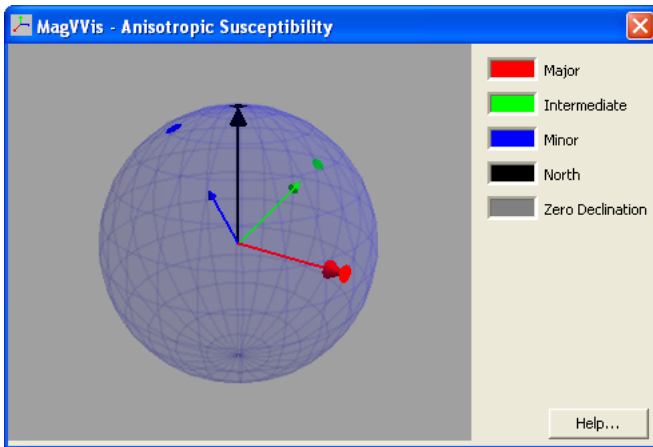 MagVVis - Anisotropic Susceptibility
Major
Intermediate
Minor
North
Zero Declination
Help...